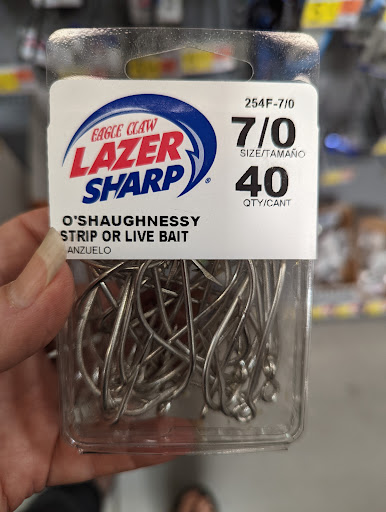 EAGLE CLAW
LAZER
SHARP®
254F-7/0
7/0
SIZE/TAMAÑO
40
QTY/CANT
O'SHAUGHNESSY
STRIP OR LIVE BAIT
ANZUELO